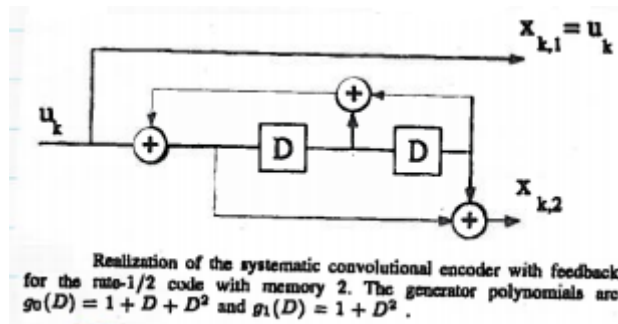 x k,1 = u k
u k
+
+
D
D
x k,2
+
Realization of the systematic convolutional encoder with feedback
for the rate-1/2 code with memory 2. The generator polynomials are
g₀(D) = 1 + D + D² and g₁(D) = 1 + D² .